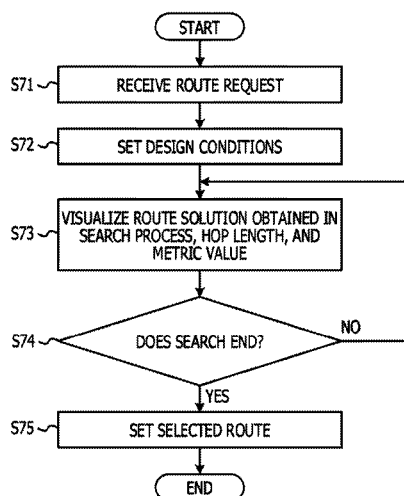 START
S71
RECEIVE ROUTE REQUEST
S72
SET DESIGN CONDITIONS
S73
VISUALIZE ROUTE SOLUTION OBTAINED IN
SEARCH PROCESS, HOP LENGTH, AND
METRIC VALUE
S74
DOES SEARCH END?
NO
YES
S75
SET SELECTED ROUTE
END